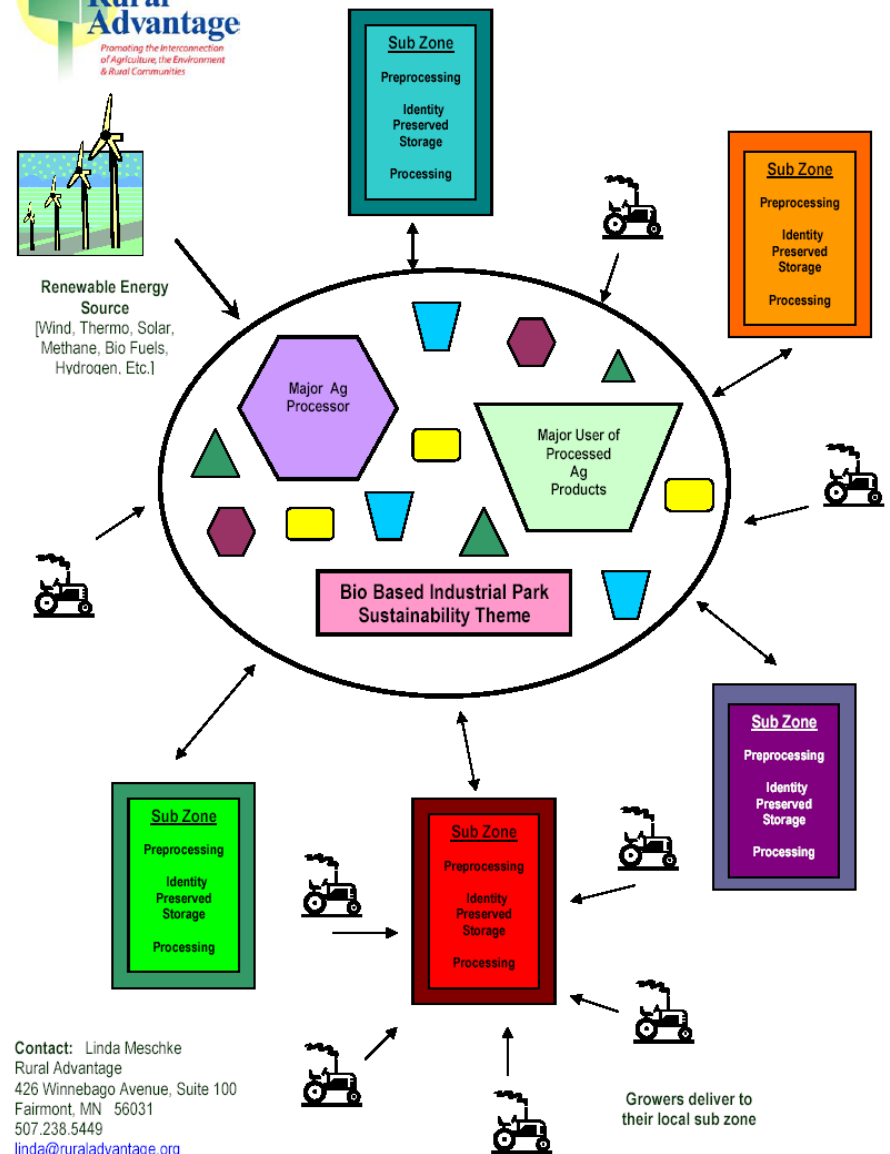 Rural
Advantage
Promoting the Interconnection
of Agriculture, the Environment
& Rural Communities
Sub Zone
Preprocessing
Identity
Preserved
Storage
Processing
Sub Zone
Preprocessing
Identity
Preserved
Storage
Processing
Renewable Energy
Source
[Wind, Thermo, Solar,
Methane, Bio Fuels,
Hydrogen, Etc.]
Major Ag
Processor
Major User of
Processed
Ag
Products
Bio Based Industrial Park
Sustainability Theme
Sub Zone
Preprocessing
Identity
Preserved
Storage
Processing
Sub Zone
Preprocessing
Identity
Preserved
Storage
Processing
Sub Zone
Preprocessing
Identity
Preserved
Storage
Processing
Contact: Linda Meschke
Rural Advantage
426 Winnebago Avenue, Suite 100
Fairmont, MN 56031
507.238.5449
linda@ruraladvantage.org
Growers deliver to
their local sub zone